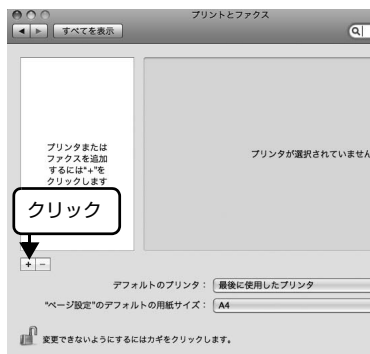 プリントとファクス
すべてを表示
プリンタまたは
ファクスを追加
するには"+"を
クリックします
プリンタが選択されていませ
クリック
+ −
デフォルトのプリンタ： 最後に使用したプリンタ
"ページ設定"のデフォルトの用紙サイズ： A4
変更できないようにするにはカギをクリックします。